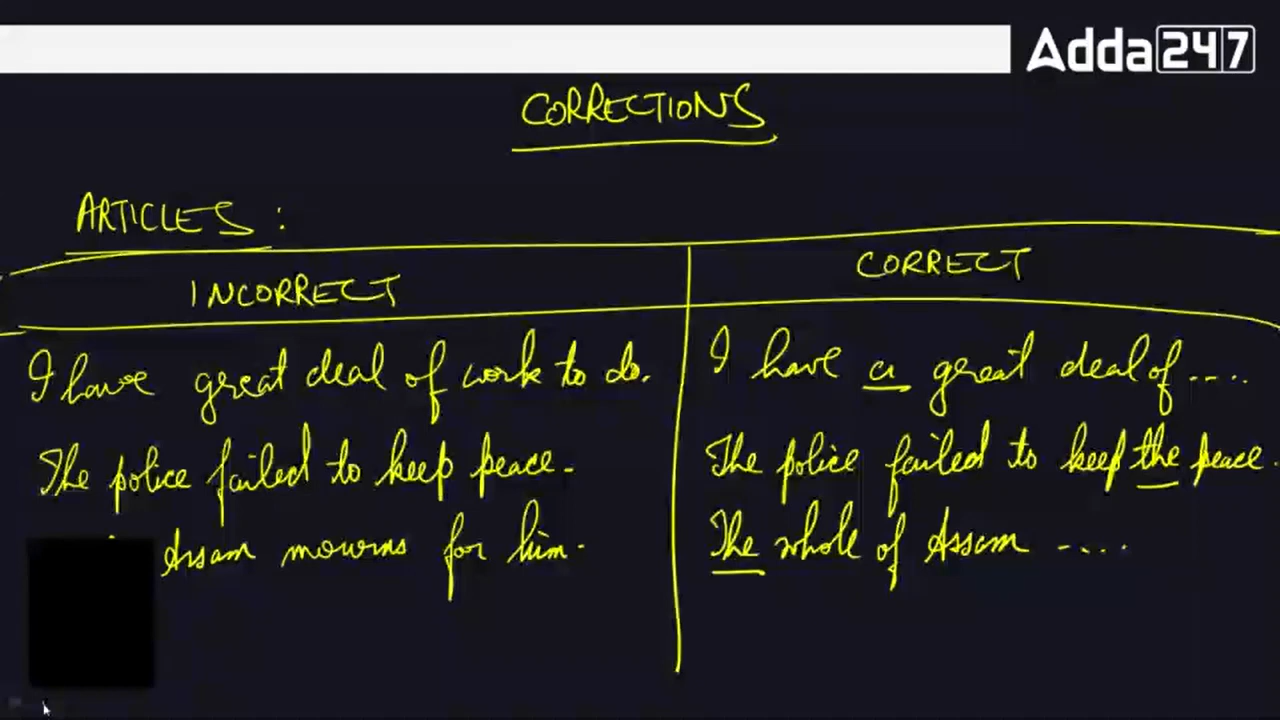 Adda247
CORRECTIONS
ARTICLES:
INCORRECT
CORRECT
I have great deal of work to do.
I have a great deal of ....
The police failed to keep peace.
The police failed to keep the peace.
Assam mourns for him.
The whole of Assam ....